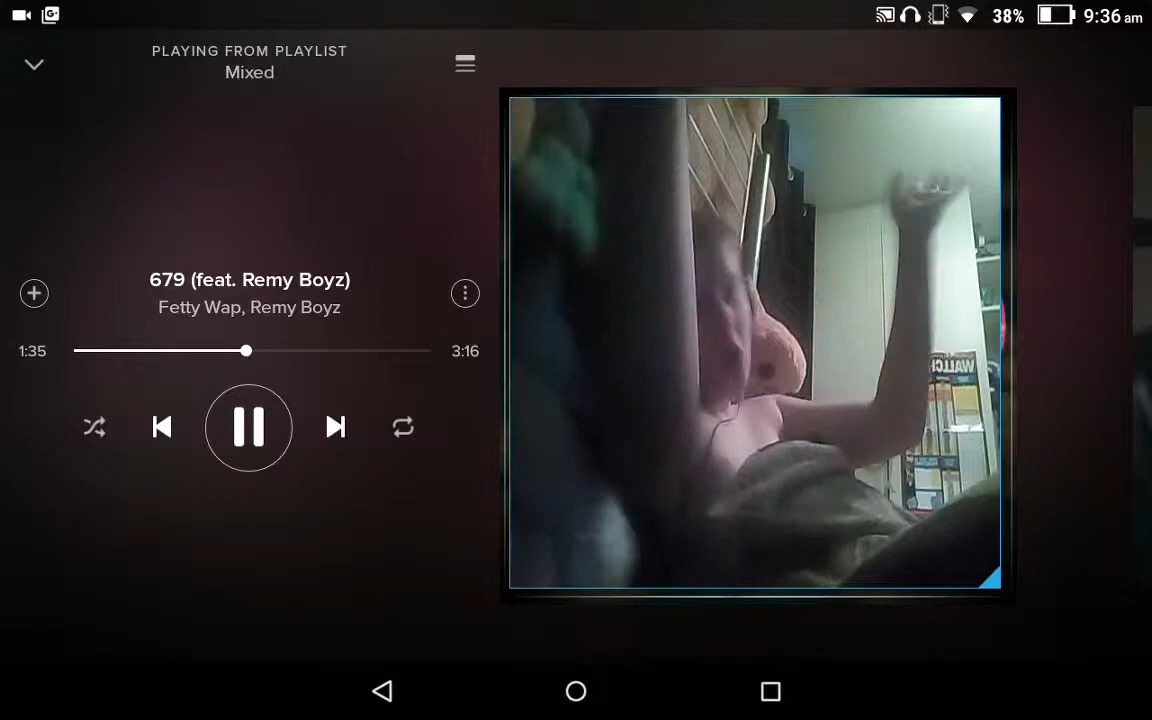 38% 9:36 am
PLAYING FROM PLAYLIST
Mixed
679 (feat. Remy Boyz)
Fetty Wap, Remy Boyz
1:35 3:16
WALLCH